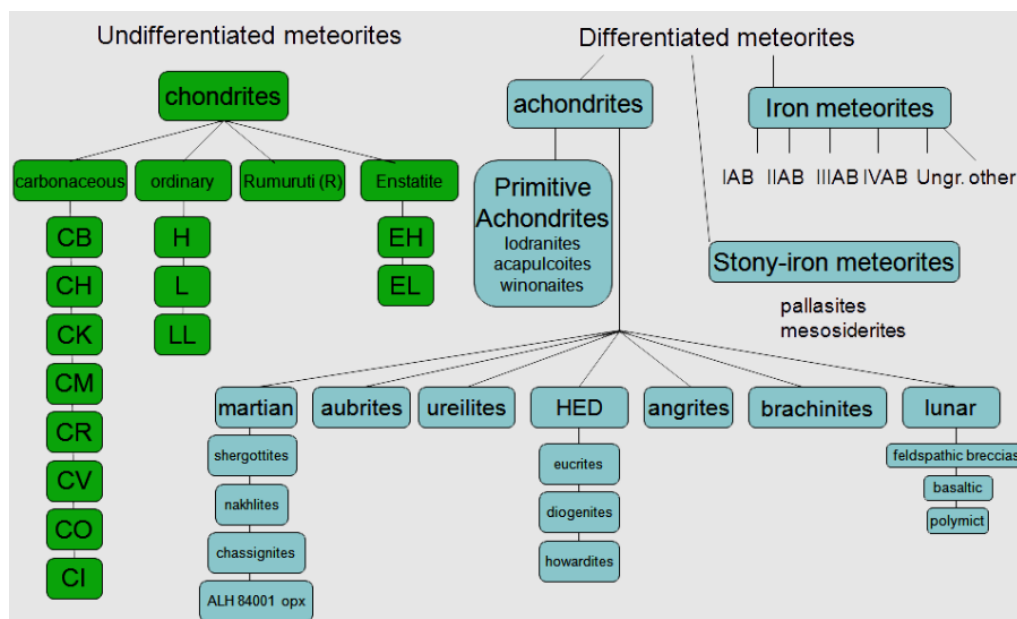 Undifferentiated meteorites
chondrites
carbonaceous
ordinary
Rumuruti (R)
Enstatite
CB
CH
CK
CM
CR
CV
CO
CI
H
L
LL
EH
EL
Differentiated meteorites
achondrites
Primitive
Achondrites
lodranites
acapulcoites
winonaites
Iron meteorites
IAB IIAB IIIAB IVAB Ungr. other
Stony-iron meteorites
pallasites
mesosiderites
martian
shergottites
nakhlites
chassignites
ALH 84001 opx
aubrites
ureilites
HED
eucrites
diogenites
howardites
angrites
brachinites
lunar
feldspathic breccias
basaltic
polymict